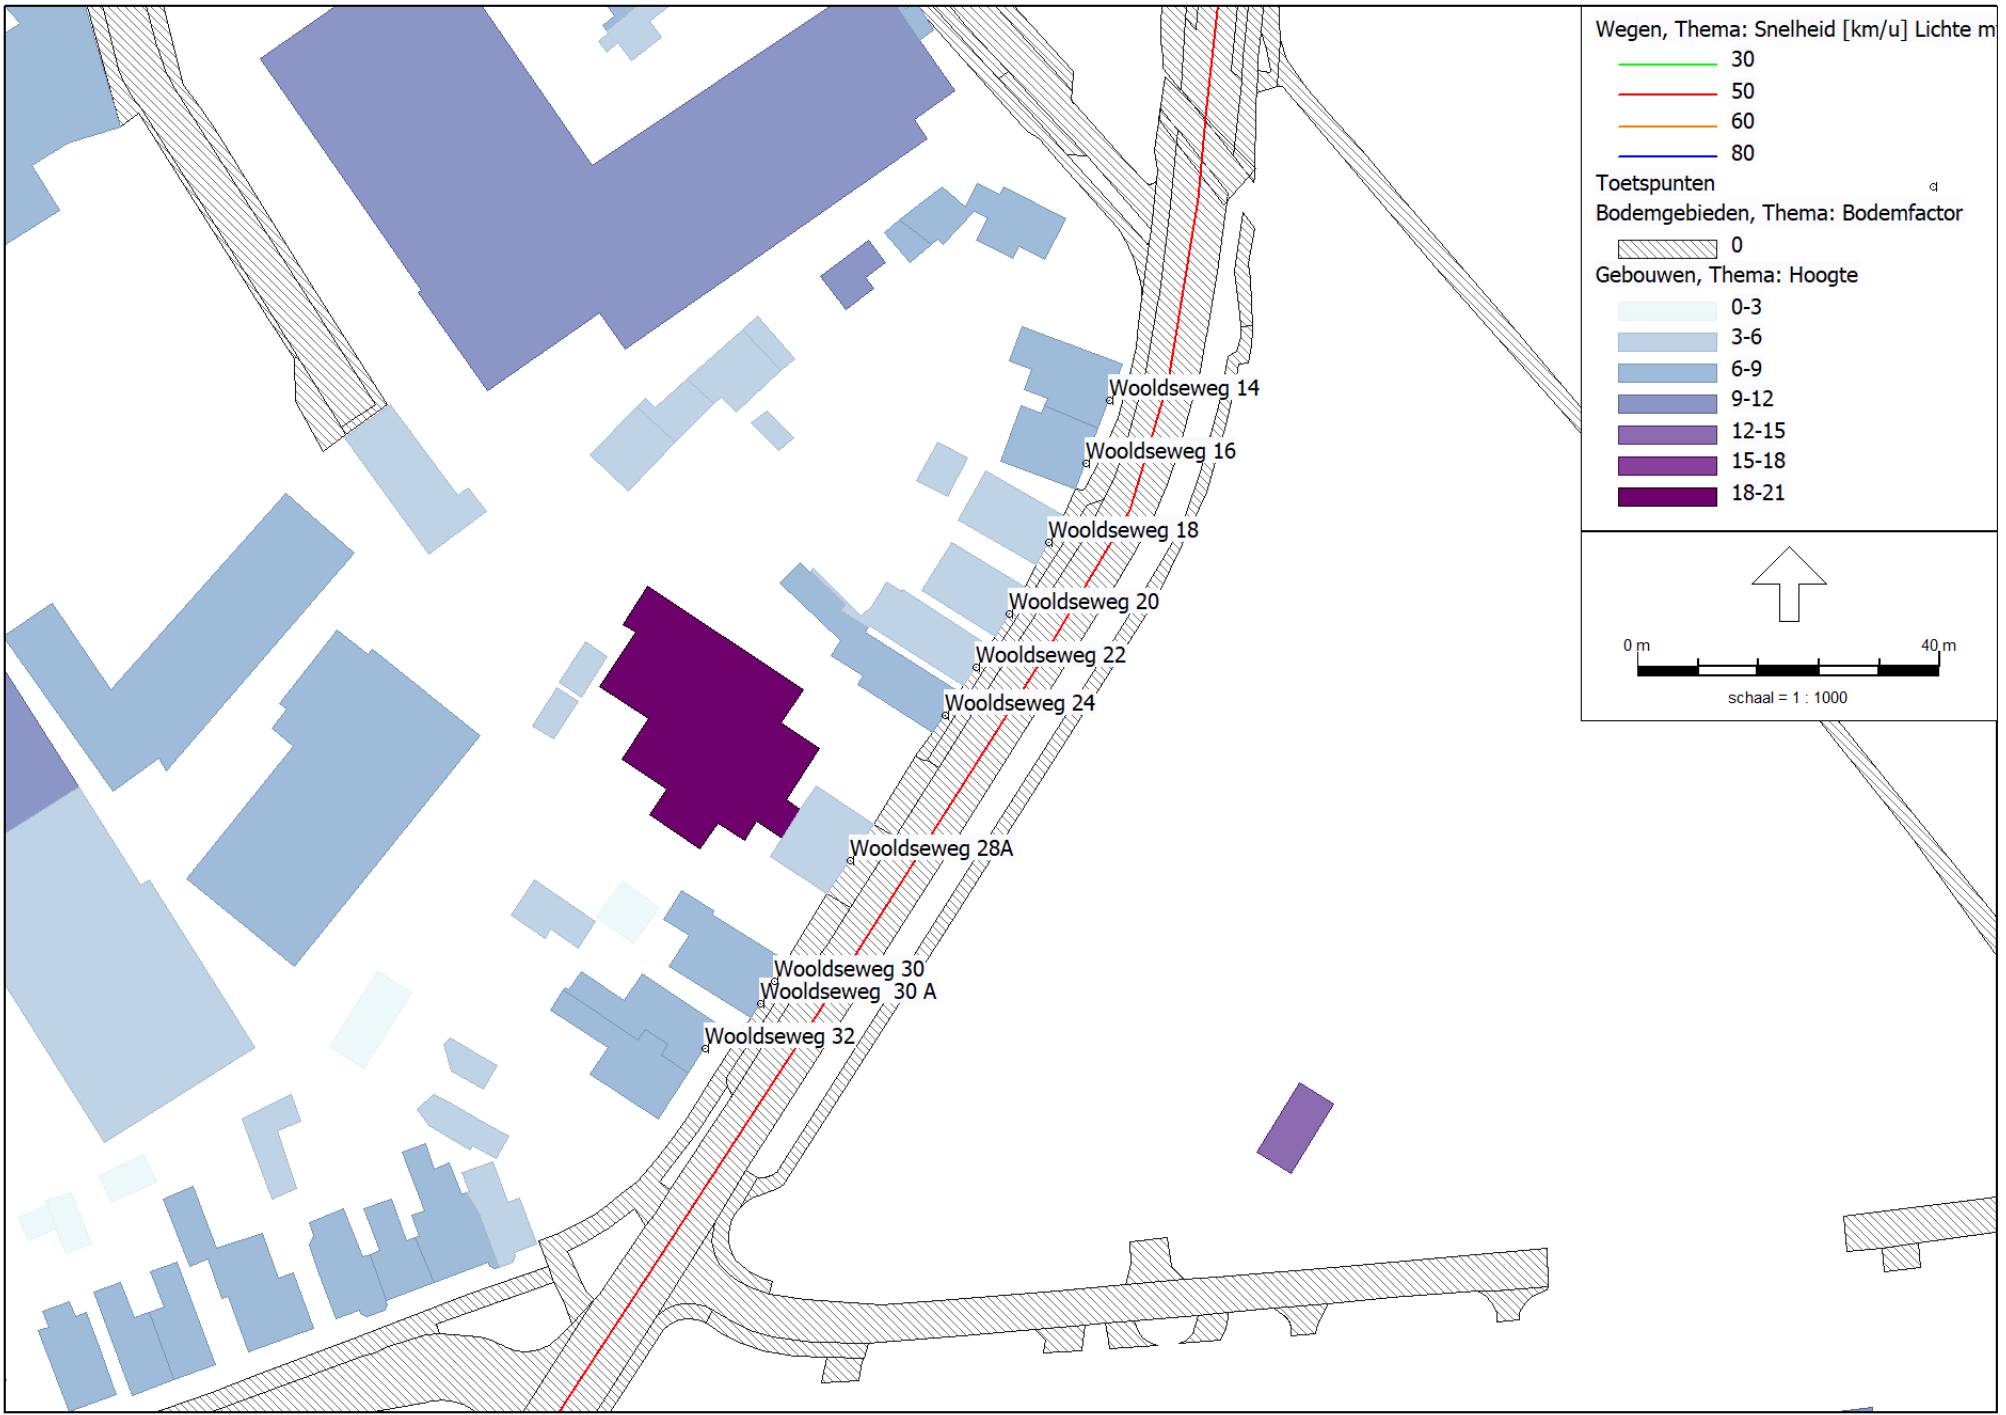 Wegen, Thema: Snelheid [km/u] Lichte m
30
50
60
80
Toetspunten
Bodemgebieden, Thema: Bodemfactor
0
Gebouwen, Thema: Hoogte
0-3
3-6
6-9
9-12
12-15
15-18
18-21
0 m 40 m
schaal = 1 : 1000
Wooldseweg 14
Wooldseweg 16
Wooldseweg 18
Wooldseweg 20
Wooldseweg 22
Wooldseweg 24
Wooldseweg 28A
Wooldseweg 30
Wooldseweg 30 A
Wooldseweg 32